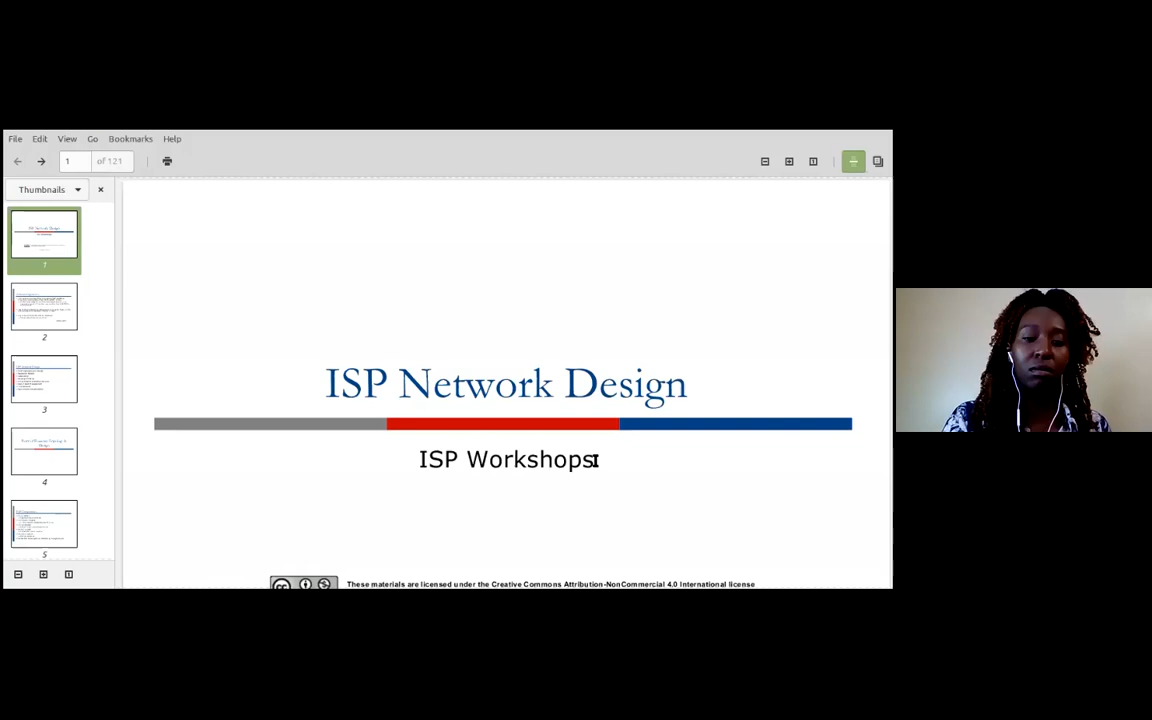 File Edit View Go Bookmarks Help
1 of 121
Thumbnails
ISP Network Design
ISP Workshops
These materials are licensed under the Creative Commons Attribution-NonCommercial 4.0 International license
1
2
3
4
5